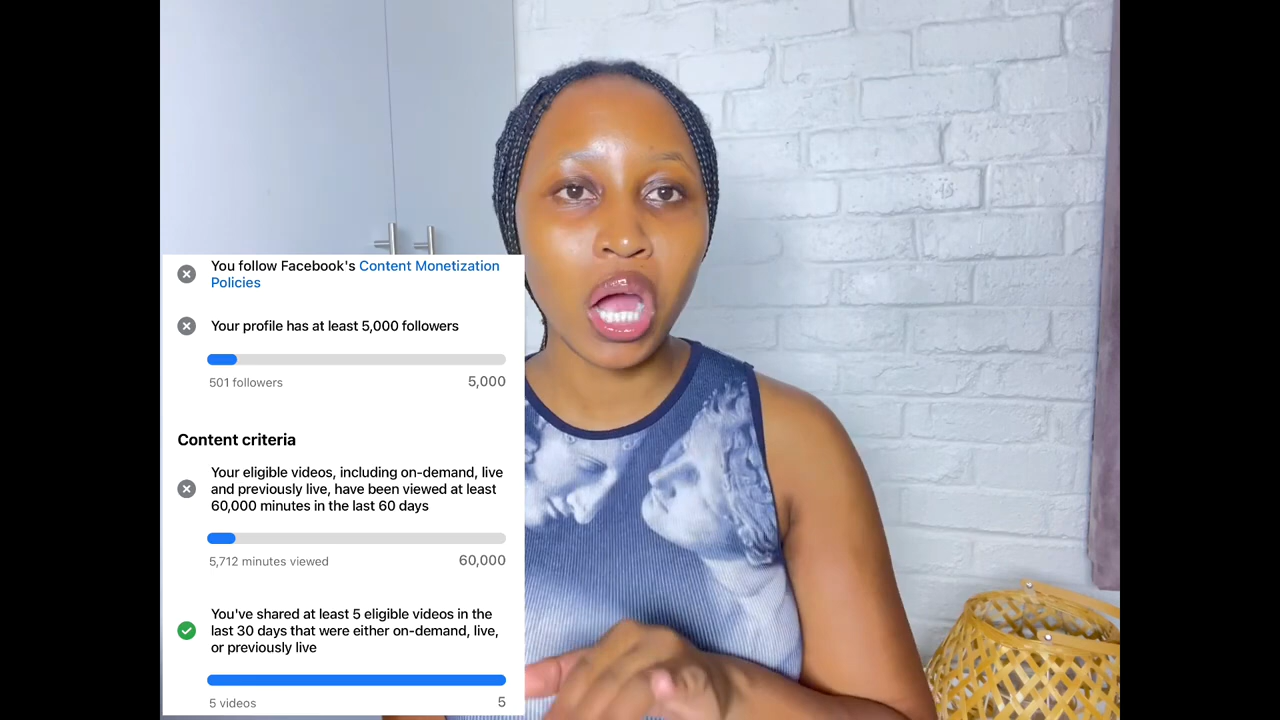 You follow Facebook's Content Monetization
Policies
Your profile has at least 5,000 followers
501 followers 5,000
Content criteria
Your eligible videos, including on-demand, live
and previously live, have been viewed at least
60,000 minutes in the last 60 days
5,712 minutes viewed 60,000
You've shared at least 5 eligible videos in the
last 30 days that were either on-demand, live,
or previously live
5 videos 5